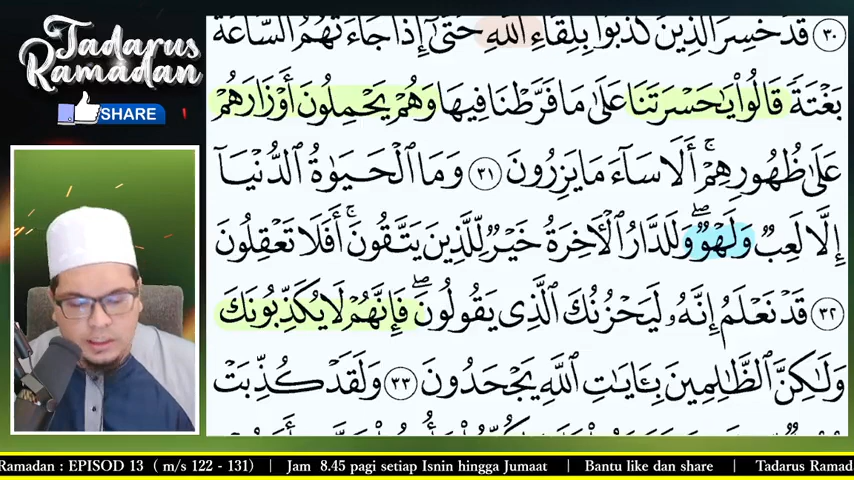 Tadarus
Ramadan
SHARE
٣٠ قَدْ خَسِرَ ٱلَّذِينَ كَذَّبُوا۟ بِلِقَآءِ ٱللَّهِ حَتَّىٰٓ إِذَا جَآءَتْهُمُ ٱلسَّاعَةُ
بَغْتَةً قَالُوا۟ يَٰحَسْرَتَنَا عَلَىٰ مَا فَرَّطْنَا فِيهَا وَهُمْ يَحْمِلُونَ أَوْزَارَهُمْ
عَلَىٰ ظُهُورِهِمْ ۚ أَلَا سَآءَ مَا يَزِرُونَ ٣١ وَمَا ٱلْحَيَوٰةُ ٱلدُّنْيَآ
إِلَّا لَعِبٌ وَلَهْوٌ ۖ وَلَلدَّارُ ٱلْأَخِرَةُ خَيْرٌ لِّلَّذِينَ يَتَّقُونَ ۚ أَفَلَا تَعْقِلُونَ
٣٢ قَدْ نَعْلَمُ إِنَّهُۥ لَيَحْزُنُكَ ٱلَّذِى يَقُولُونَ ۖ فَإِنَّهُمْ لَا يُكَذِّبُونَكَ
وَلَٰكِنَّ ٱلظَّٰلِمِينَ بِـَٔايَٰتِ ٱللَّهِ يَجْحَدُونَ ٣٣ وَلَقَدْ كُذِّبَتْ
Ramadan : EPISOD 13 ( m/s 122 - 131) | Jam 8.45 pagi setiap Isnin hingga Jumaat | Bantu like dan share | Tadarus Ramad